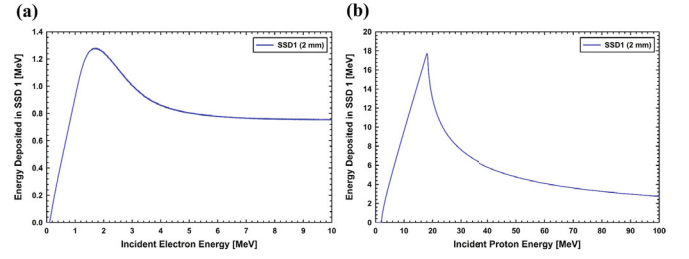 (a)
Energy Deposited in SSD 1 [MeV]
1.4
1.2
1.0
0.8
0.6
0.4
0.2
0.0
SSD1 (2 mm)
0 1 2 3 4 5 6 7 8 9 10
Incident Electron Energy [MeV]
(b)
Energy Deposited in SSD 1 [MeV]
20
18
16
14
12
10
8
6
4
2
0
SSD1 (2 mm)
0 10 20 30 40 50 60 70 80 90 100
Incident Proton Energy [MeV]